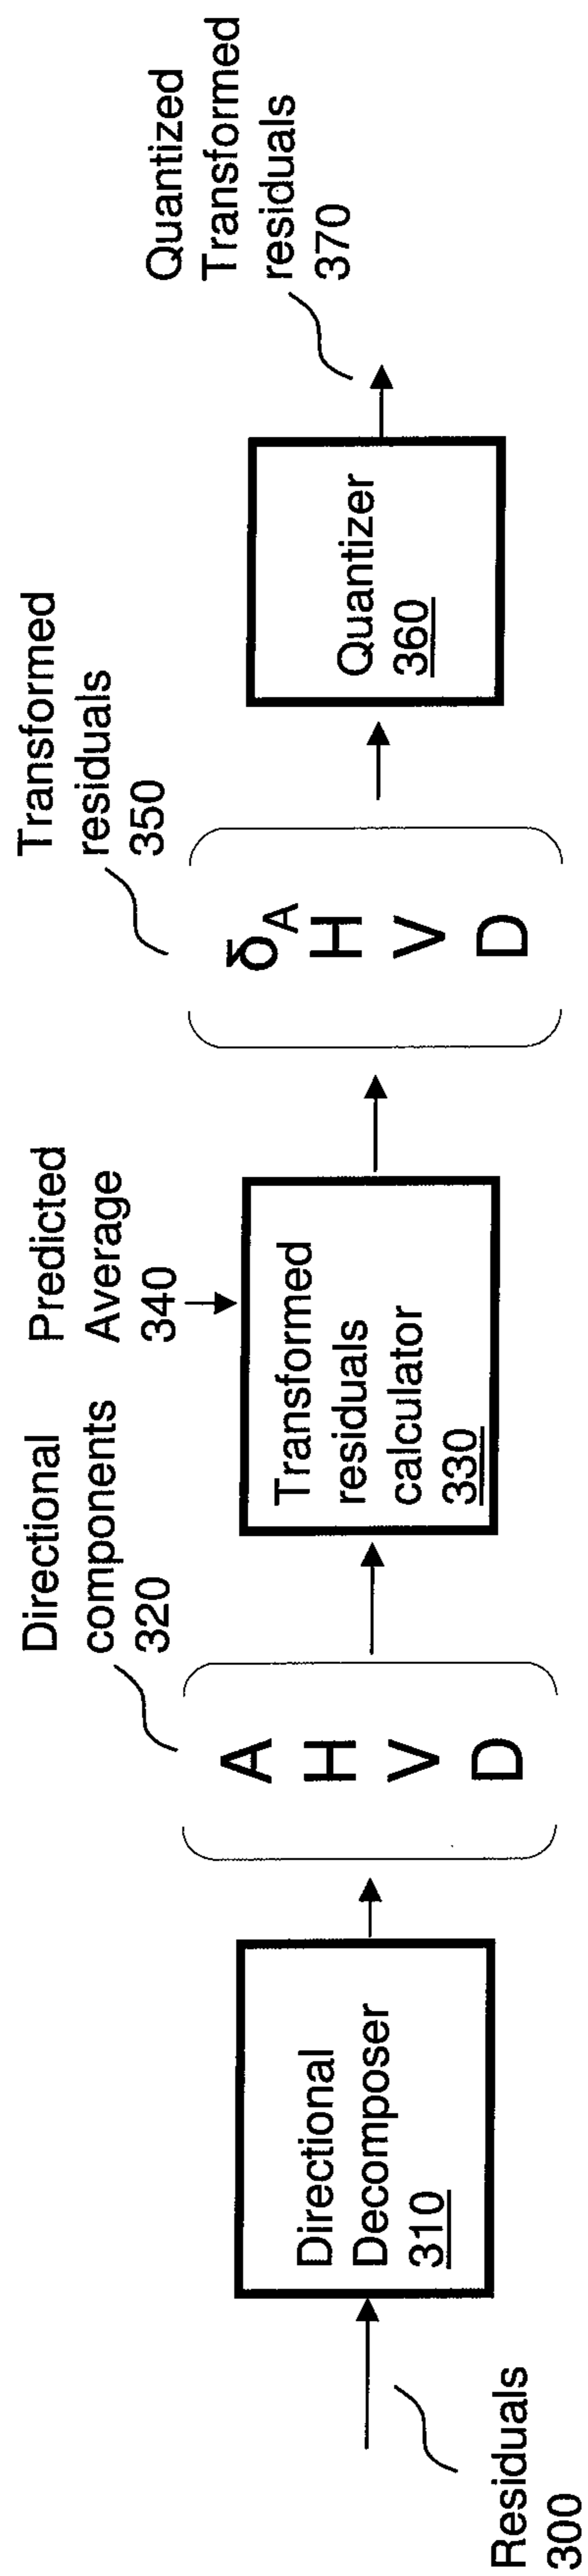 Residuals
300
Directional
Decomposer
310
Directional
components
320
A
H
V
D
Predicted
Average
340
Transformed
residuals
calculator
330
Transformed
residuals
350
δA
H
V
D
Quantizer
360
Quantized
Transformed
residuals
370